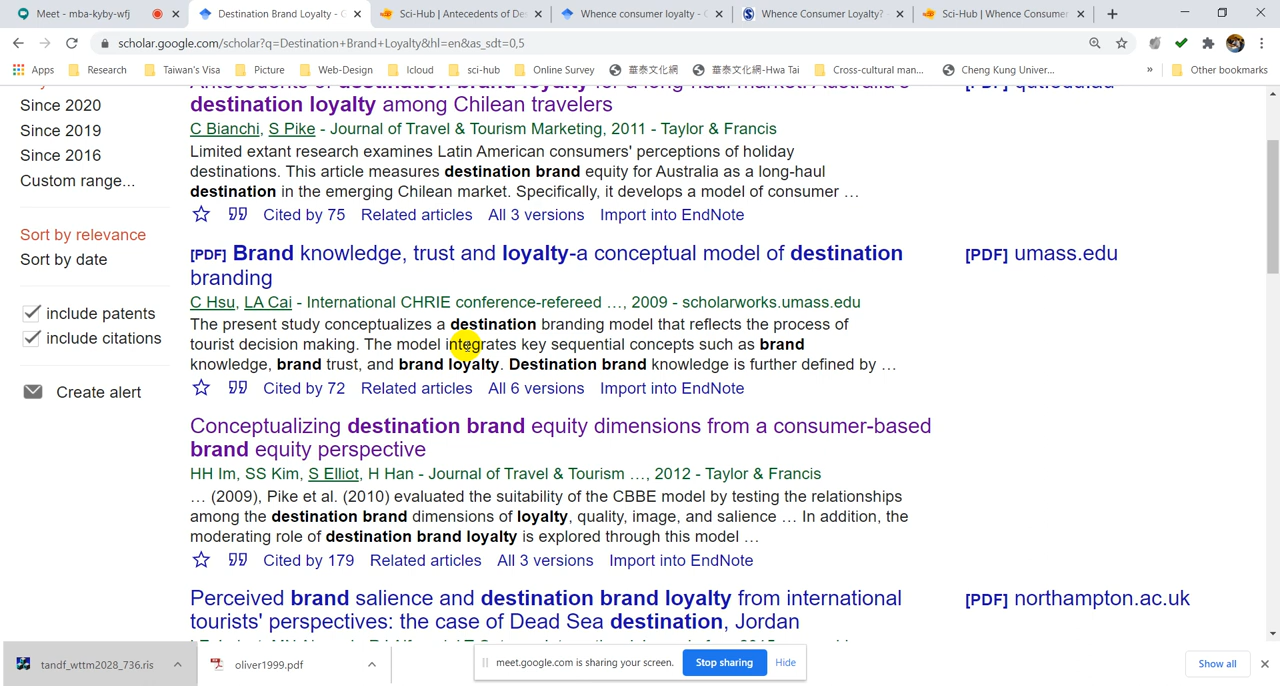 Meet - mba-kyby-wfj
Destination Brand Loyalty - G
Sci-Hub | Antecedents of Des
Whence consumer loyalty - G
Whence Consumer Loyalty?
Sci-Hub | Whence Consumer
scholar.google.com/scholar?q=Destination+Brand+Loyalty&hl=en&as_sdt=0,5
Apps
Research
Taiwan's Visa
Picture
Web-Design
Icloud
sci-hub
Online Survey
華泰文化網
華泰文化網-Hwa Tai
Cross-cultural man...
Cheng Kung Univer...
»
Other bookmarks
Since 2020
Since 2019
Since 2016
Custom range...
Sort by relevance
Sort by date
include patents
include citations
Create alert
Antecedents of destination brand loyalty for a long-haul market: Australia's
destination loyalty among Chilean travelers
C Bianchi, S Pike - Journal of Travel & Tourism Marketing, 2011 - Taylor & Francis
Limited extant research examines Latin American consumers' perceptions of holiday
destinations. This article measures destination brand equity for Australia as a long-haul
destination in the emerging Chilean market. Specifically, it develops a model of consumer …
Cited by 75 Related articles All 3 versions Import into EndNote
[PDF] Brand knowledge, trust and loyalty-a conceptual model of destination
branding
[PDF] umass.edu
C Hsu, LA Cai - International CHRIE conference-refereed …, 2009 - scholarworks.umass.edu
The present study conceptualizes a destination branding model that reflects the process of
tourist decision making. The model integrates key sequential concepts such as brand
knowledge, brand trust, and brand loyalty. Destination brand knowledge is further defined by …
Cited by 72 Related articles All 6 versions Import into EndNote
Conceptualizing destination brand equity dimensions from a consumer-based
brand equity perspective
HH Im, SS Kim, S Elliot, H Han - Journal of Travel & Tourism …, 2012 - Taylor & Francis
… (2009), Pike et al. (2010) evaluated the suitability of the CBBE model by testing the relationships
among the destination brand dimensions of loyalty, quality, image, and salience … In addition, the
moderating role of destination brand loyalty is explored through this model …
Cited by 179 Related articles All 3 versions Import into EndNote
Perceived brand salience and destination brand loyalty from international
tourists' perspectives: the case of Dead Sea destination, Jordan
[PDF] northampton.ac.uk
tandf_wttm2028_736.ris
oliver1999.pdf
meet.google.com is sharing your screen.
Stop sharing
Hide
Show all